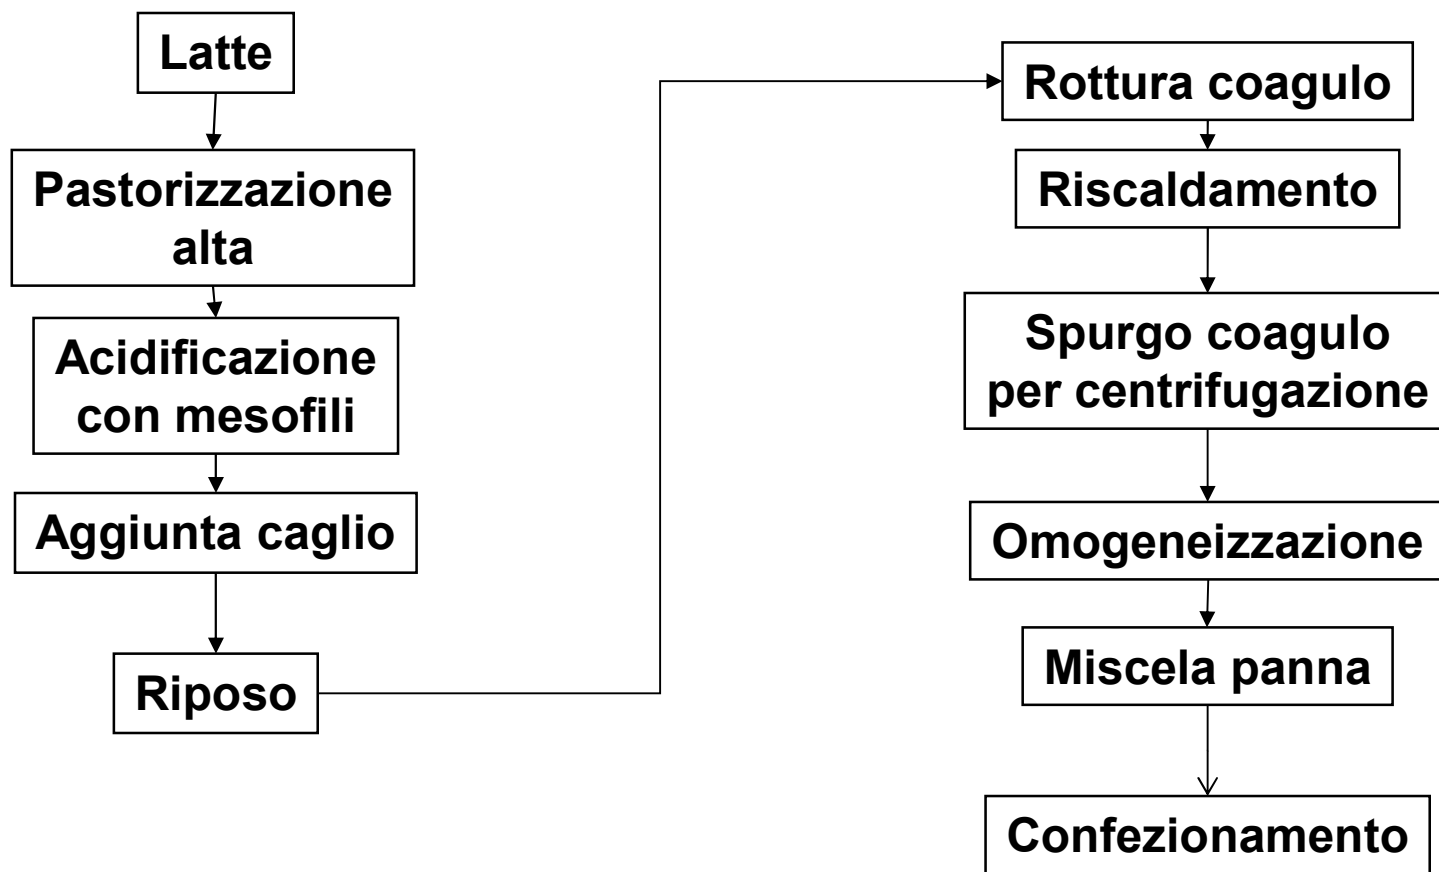 Latte
Pastorizzazione
alta
Acidificazione
con mesofili
Aggiunta caglio
Riposo
Rottura coagulo
Riscaldamento
Spurgo coagulo
per centrifugazione
Omogeneizzazione
Miscela panna
Confezionamento